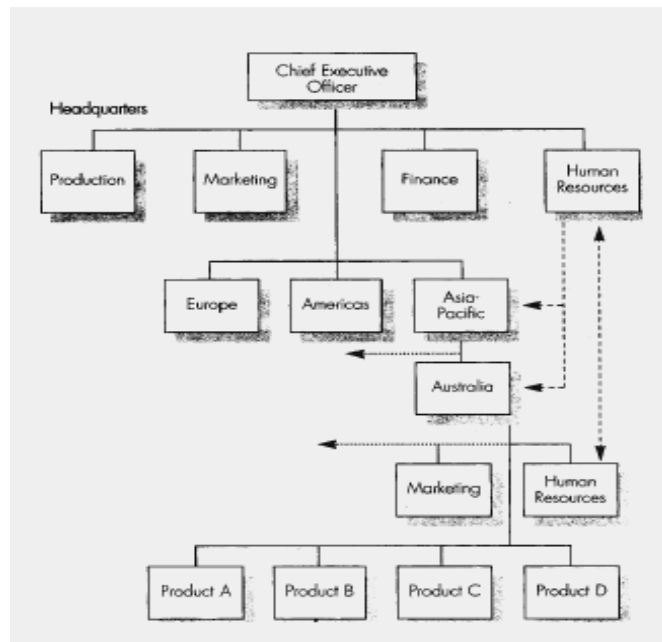 Chief Executive
Officer
Headquarters
Production
Marketing
Finance
Human
Resources
Europe
Americas
Asia-
Pacific
Australia
Marketing
Human
Resources
Product A
Product B
Product C
Product D